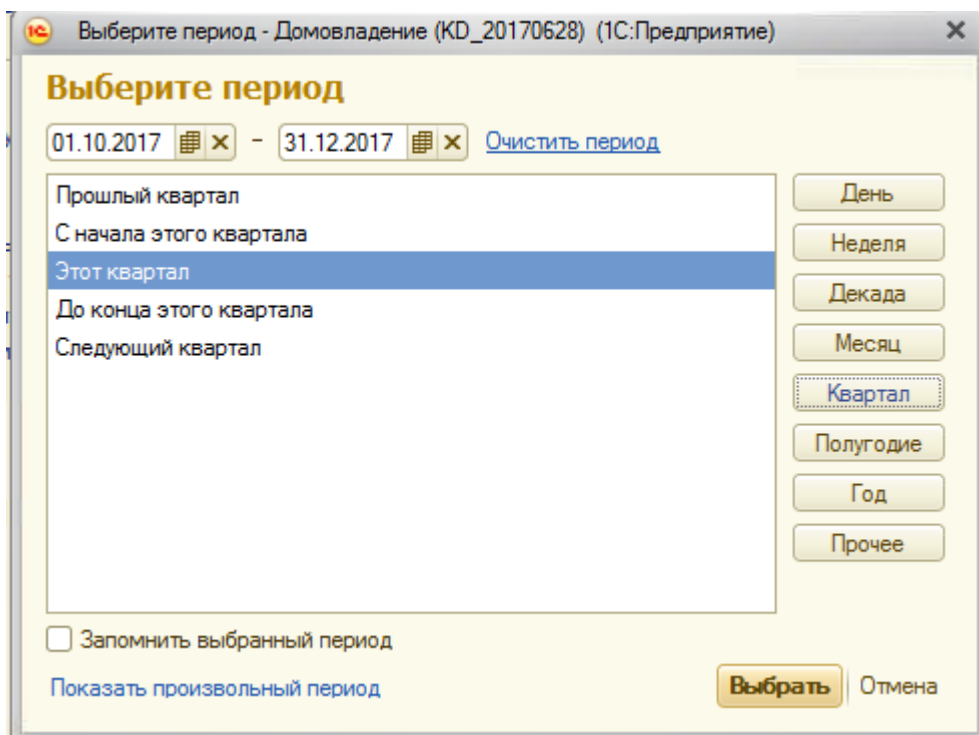 1С Выберите период - Домовладение (KD_20170628) (1С:Предприятие)
Выберите период
01.10.2017 - 31.12.2017 Очистить период
Прошлый квартал
С начала этого квартала
Этот квартал
До конца этого квартала
Следующий квартал
День
Неделя
Декада
Месяц
Квартал
Полугодие
Год
Прочее
Запомнить выбранный период
Показать произвольный период
Выбрать Отмена